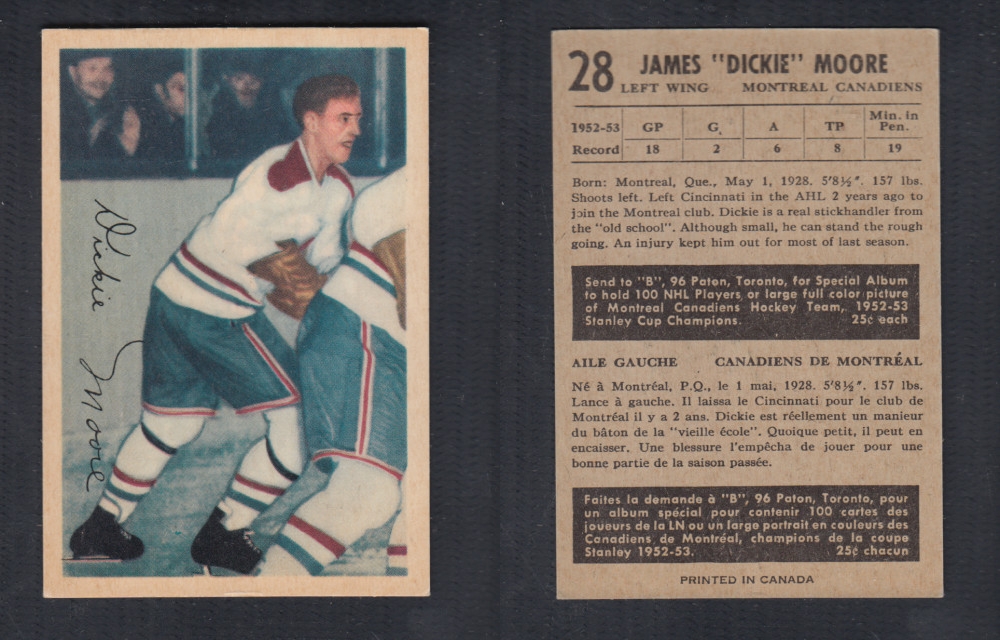 Dickie Moore
28 JAMES "DICKIE" MOORE
LEFT WING MONTREAL CANADIENS
1952-53 GP G. A TP Min. in Pen.
Record 18 2 6 8 19
Born: Montreal, Que., May 1, 1928. 5'8½". 157 lbs.
Shoots left. Left Cincinnati in the AHL 2 years ago to
join the Montreal club. Dickie is a real stickhandler from
the "old school". Although small, he can stand the rough
going. An injury kept him out for most of last season.
Send to "B", 96 Paton, Toronto, for Special Album
to hold 100 NHL Players or large full color picture
of Montreal Canadiens Hockey Team, 1952-53
Stanley Cup Champions. 25¢ each
AILE GAUCHE CANADIENS DE MONTRÉAL
Né à Montréal, P.Q., le 1 mai, 1928. 5'8½". 157 lbs.
Lance à gauche. Il laissa le Cincinnati pour le club de
Montréal il y a 2 ans. Dickie est réellement un manieur
du bâton de la "vieille école". Quoique petit, il peut en
encaisser. Une blessure l'empêcha de jouer pour une
bonne partie de la saison passée.
Faites la demande à "B", 96 Paton, Toronto, pour
un album spécial pour contenir 100 cartes des
joueurs de la LN ou un large portrait en couleurs des
Canadiens de Montréal, champions de la coupe
Stanley 1952-53. 25¢ chacun
PRINTED IN CANADA